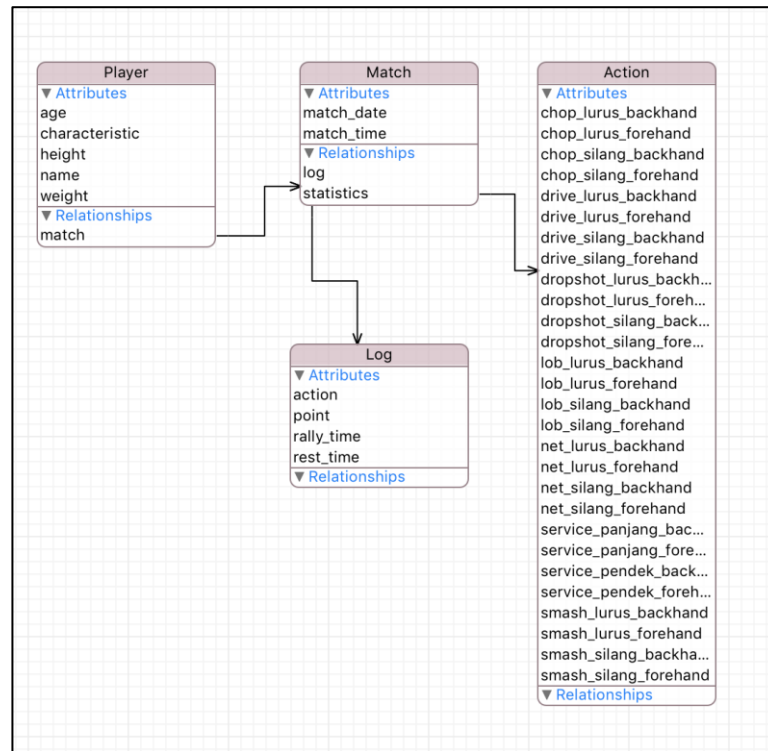 Player
▼ Attributes
age
characteristic
height
name
weight
▼ Relationships
match
Match
▼ Attributes
match_date
match_time
▼ Relationships
log
statistics
Log
▼ Attributes
action
point
rally_time
rest_time
▼ Relationships
Action
▼ Attributes
chop_lurus_backhand
chop_lurus_forehand
chop_silang_backhand
chop_silang_forehand
drive_lurus_backhand
drive_lurus_forehand
drive_silang_backhand
drive_silang_forehand
dropshot_lurus_backh...
dropshot_lurus_foreh...
dropshot_silang_back...
dropshot_silang_fore...
lob_lurus_backhand
lob_lurus_forehand
lob_silang_backhand
lob_silang_forehand
net_lurus_backhand
net_lurus_forehand
net_silang_backhand
net_silang_forehand
service_panjang_bac...
service_panjang_fore...
service_pendek_back...
service_pendek_foreh...
smash_lurus_backhand
smash_lurus_forehand
smash_silang_backha...
smash_silang_forehand
▼ Relationships